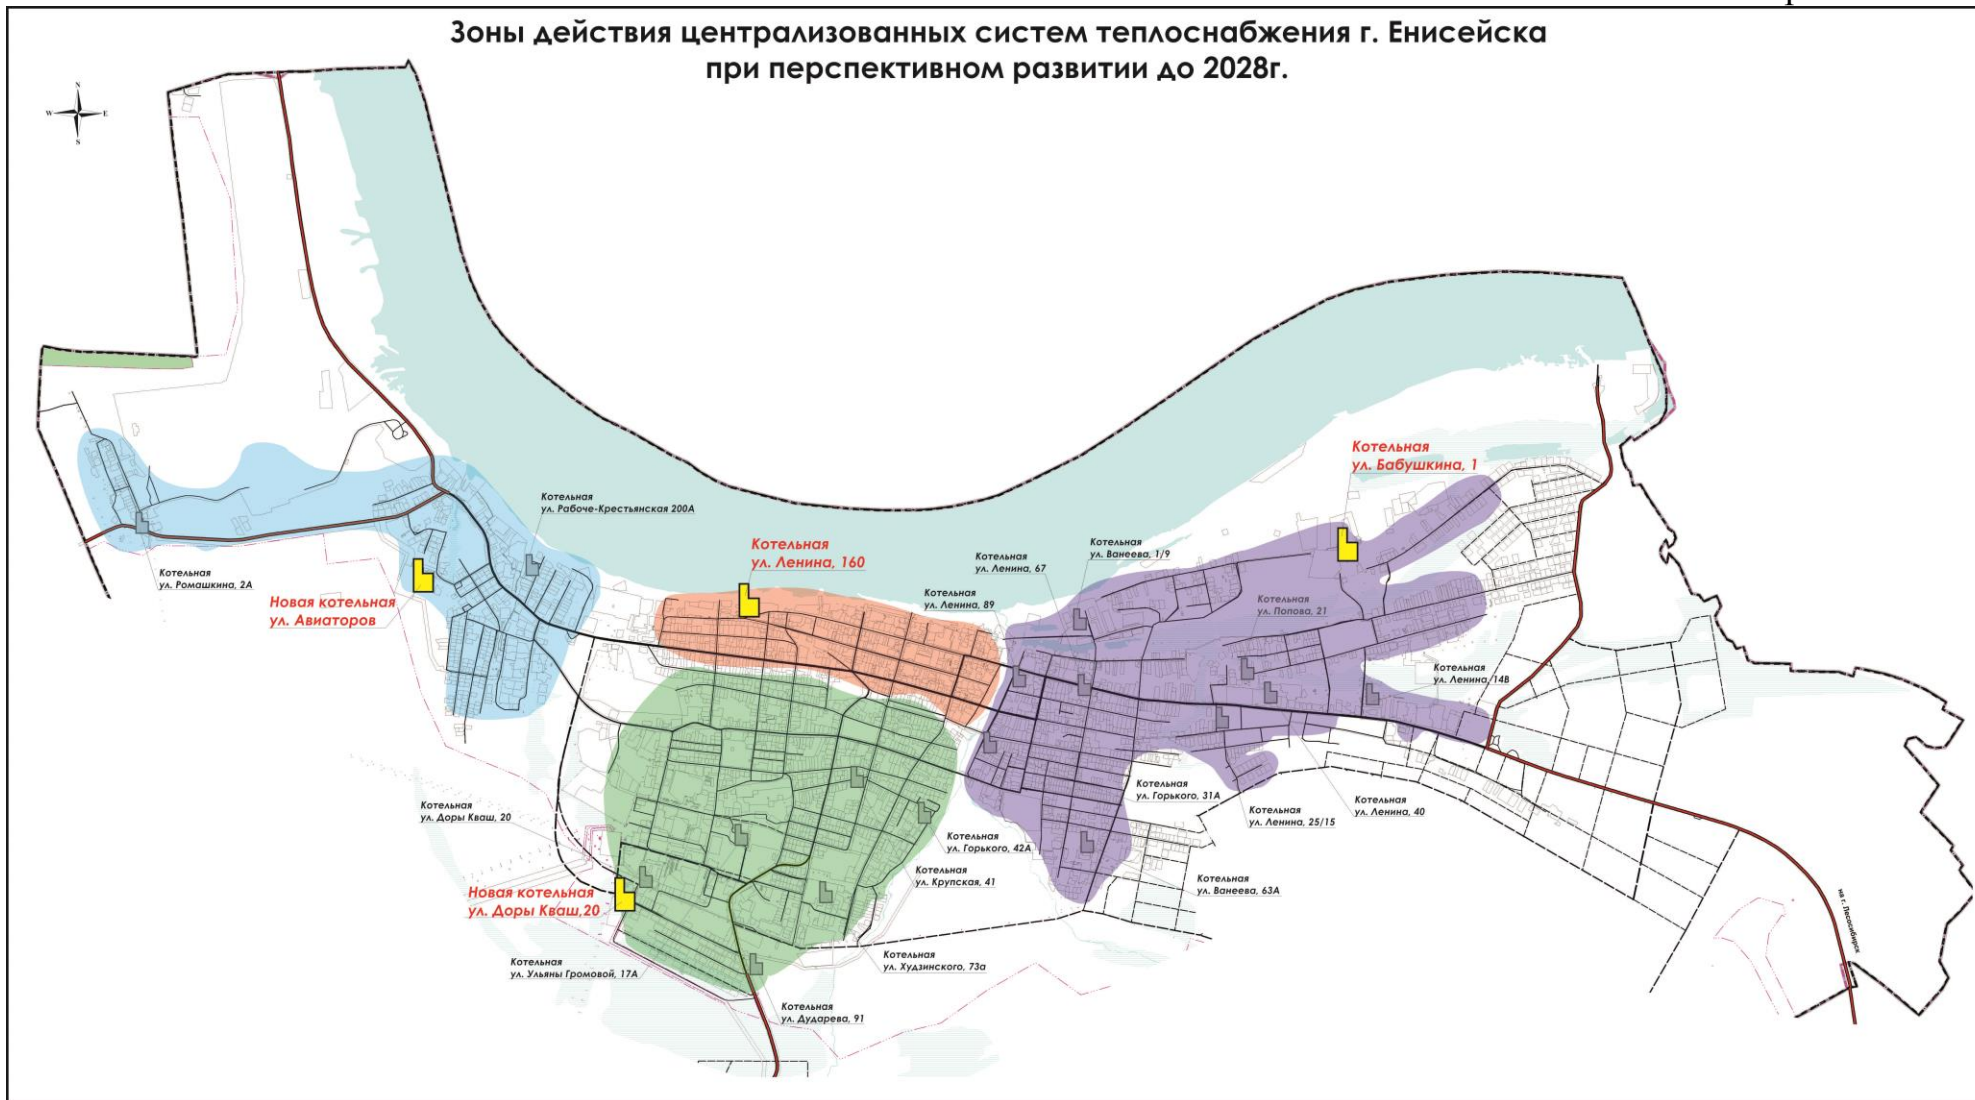 Зоны действия централизованных систем теплоснабжения г. Енисейска
при перспективном развитии до 2028г.
N
W
E
S
Котельная
ул. Бабушкина, 1
Котельная
ул. Рабоче-Крестьянская 200А
Котельная
ул. Ленина, 160
Котельная
ул. Ванеева, 1/9
Котельная
ул. Ленина, 67
Котельная
ул. Ромашкина, 2А
Новая котельная
ул. Авиаторов
Котельная
ул. Ленина, 89
Котельная
ул. Попова, 21
Котельная
ул. Ленина, 14В
Котельная
ул. Горького, 31А
Котельная
ул. Ленина, 25/15
Котельная
ул. Ленина, 40
Котельная
ул. Доры Кваш, 20
Котельная
ул. Горького, 42А
Котельная
ул. Крупская, 41
Котельная
ул. Ванеева, 63А
Новая котельная
ул. Доры Кваш,20
на г. Лесосибирск
Котельная
ул. Ульяны Громовой, 17А
Котельная
ул. Худзинского, 73а
Котельная
ул. Дударева, 91